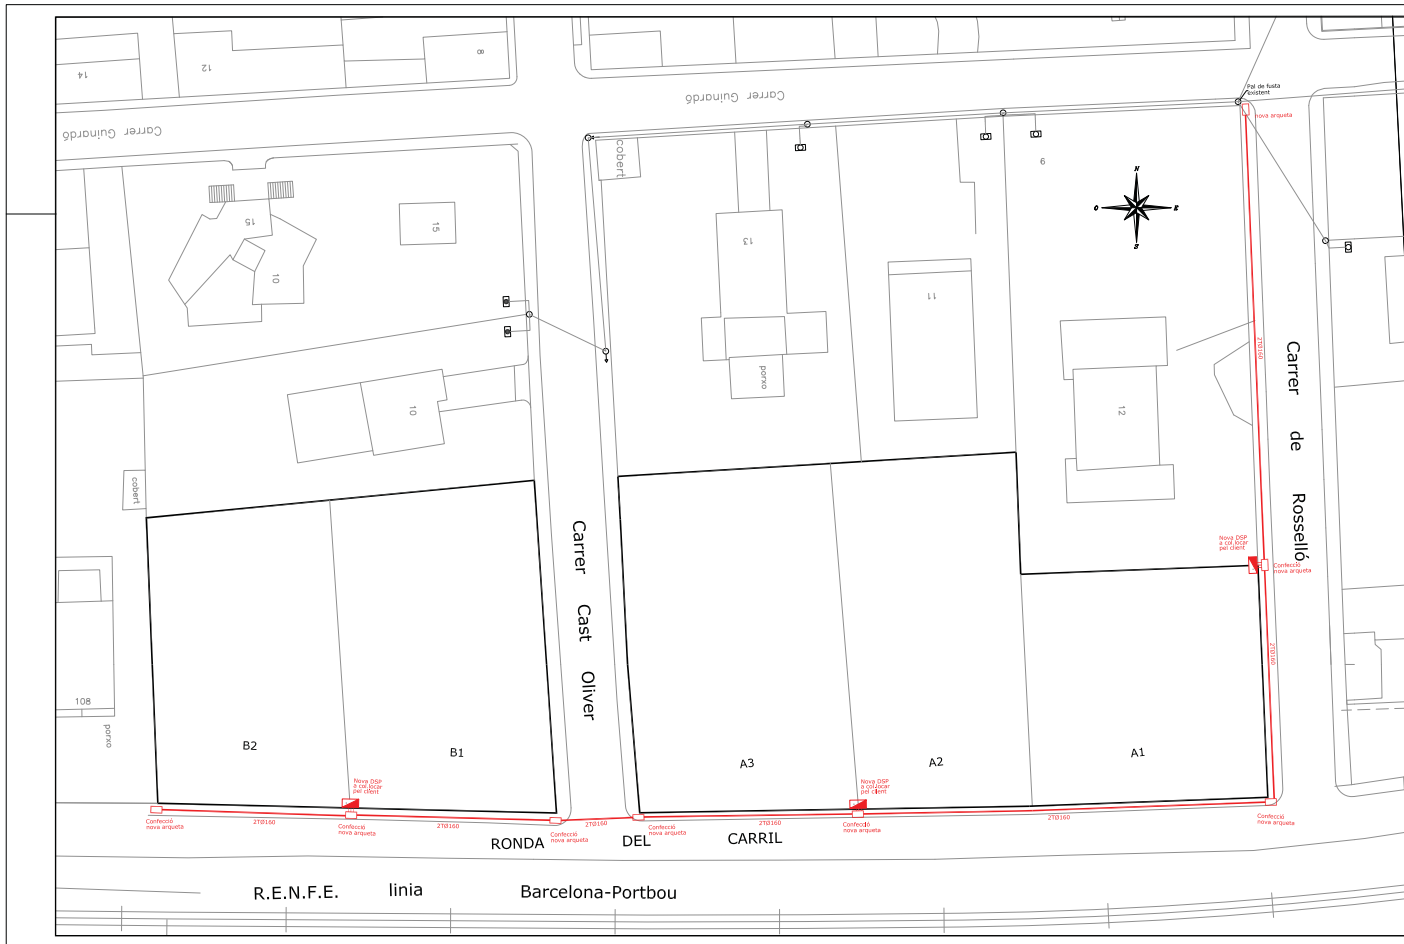 14
12
8
Carrer Guinardó
Carrer Guinardó
Pal de fusta
existent
nova arqueta
cobert
15
15
10
13
11
9
N
O
E
S
porxo
10
12
2TØ160
Carrer de Rosselló
cobert
Carrer Cast Oliver
Nova DSP
a col.locar
pel client
Confecció
nova arqueta
2TØ160
108
porxo
B2
B1
A3
A2
A1
Nova DSP
a col.locar
pel client
Nova DSP
a col.locar
pel client
Confecció
nova arqueta
2TØ160
Confecció
nova arqueta
2TØ160
Confecció
nova arqueta
2TØ160
Confecció
nova arqueta
2TØ160
Confecció
nova arqueta
2TØ160
Confecció
nova arqueta
RONDA DEL CARRIL
R.E.N.F.E. linia Barcelona-Portbou